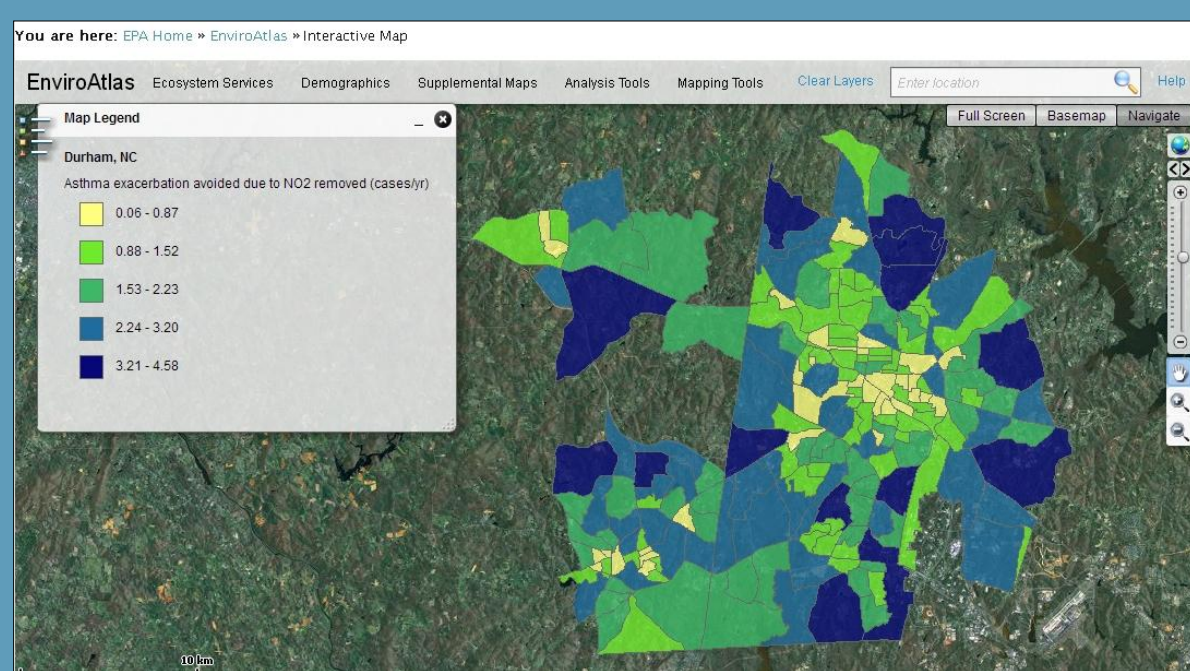 You are here: EPA Home » EnviroAtlas » Interactive Map
EnviroAtlas Ecosystem Services Demographics Supplemental Maps Analysis Tools Mapping Tools Clear Layers Enter location Help
Full Screen Basemap Navigate
Map Legend
Durham, NC
Asthma exacerbation avoided due to NO2 removed (cases/yr)
0.06 - 0.87
0.88 - 1.52
1.53 - 2.23
2.24 - 3.20
3.21 - 4.58
10 km